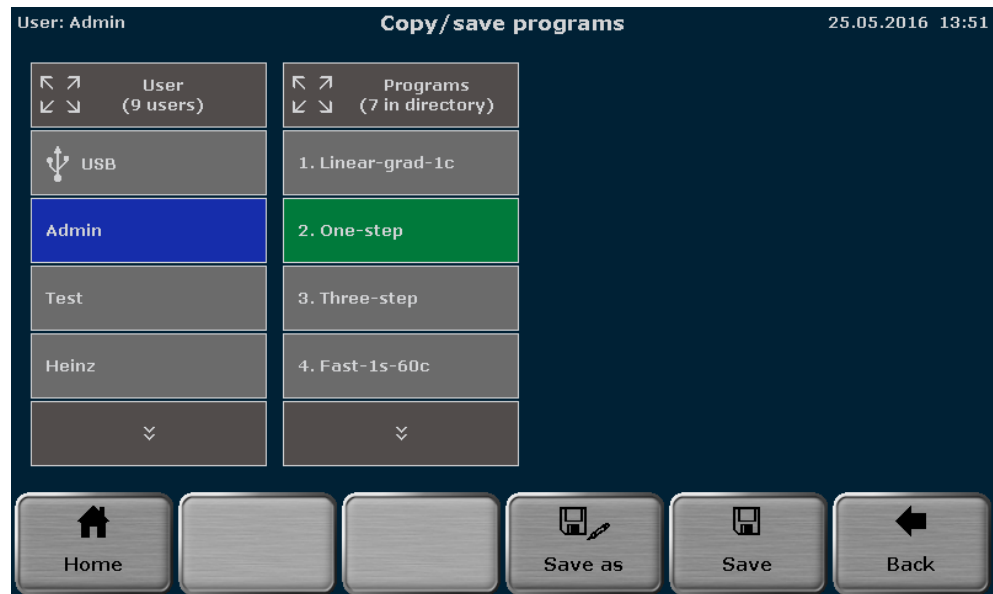 User: Admin
Copy/save programs
25.05.2016 13:51
User
(9 users)
Programs
(7 in directory)
USB
1. Linear-grad-1c
Admin
2. One-step
Test
3. Three-step
Heinz
4. Fast-1s-60c
Home
Save as
Save
Back